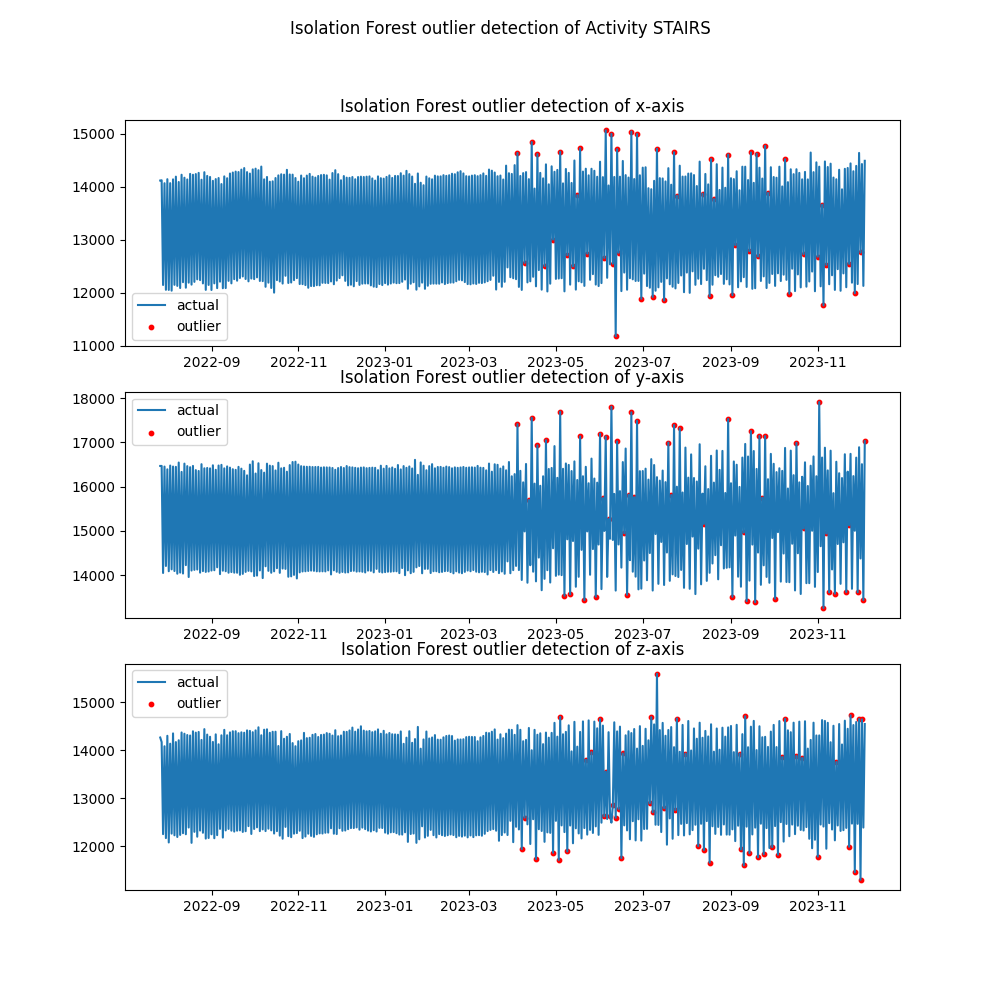 Isolation Forest outlier detection of Activity STAIRS
Isolation Forest outlier detection of x-axis
15000
14000
13000
12000
11000
actual
outlier
2022-09 2022-11 2023-01 2023-03 2023-05 2023-07 2023-09 2023-11
Isolation Forest outlier detection of y-axis
18000
17000
16000
15000
14000
actual
outlier
2022-09 2022-11 2023-01 2023-03 2023-05 2023-07 2023-09 2023-11
Isolation Forest outlier detection of z-axis
15000
14000
13000
12000
actual
outlier
2022-09 2022-11 2023-01 2023-03 2023-05 2023-07 2023-09 2023-11